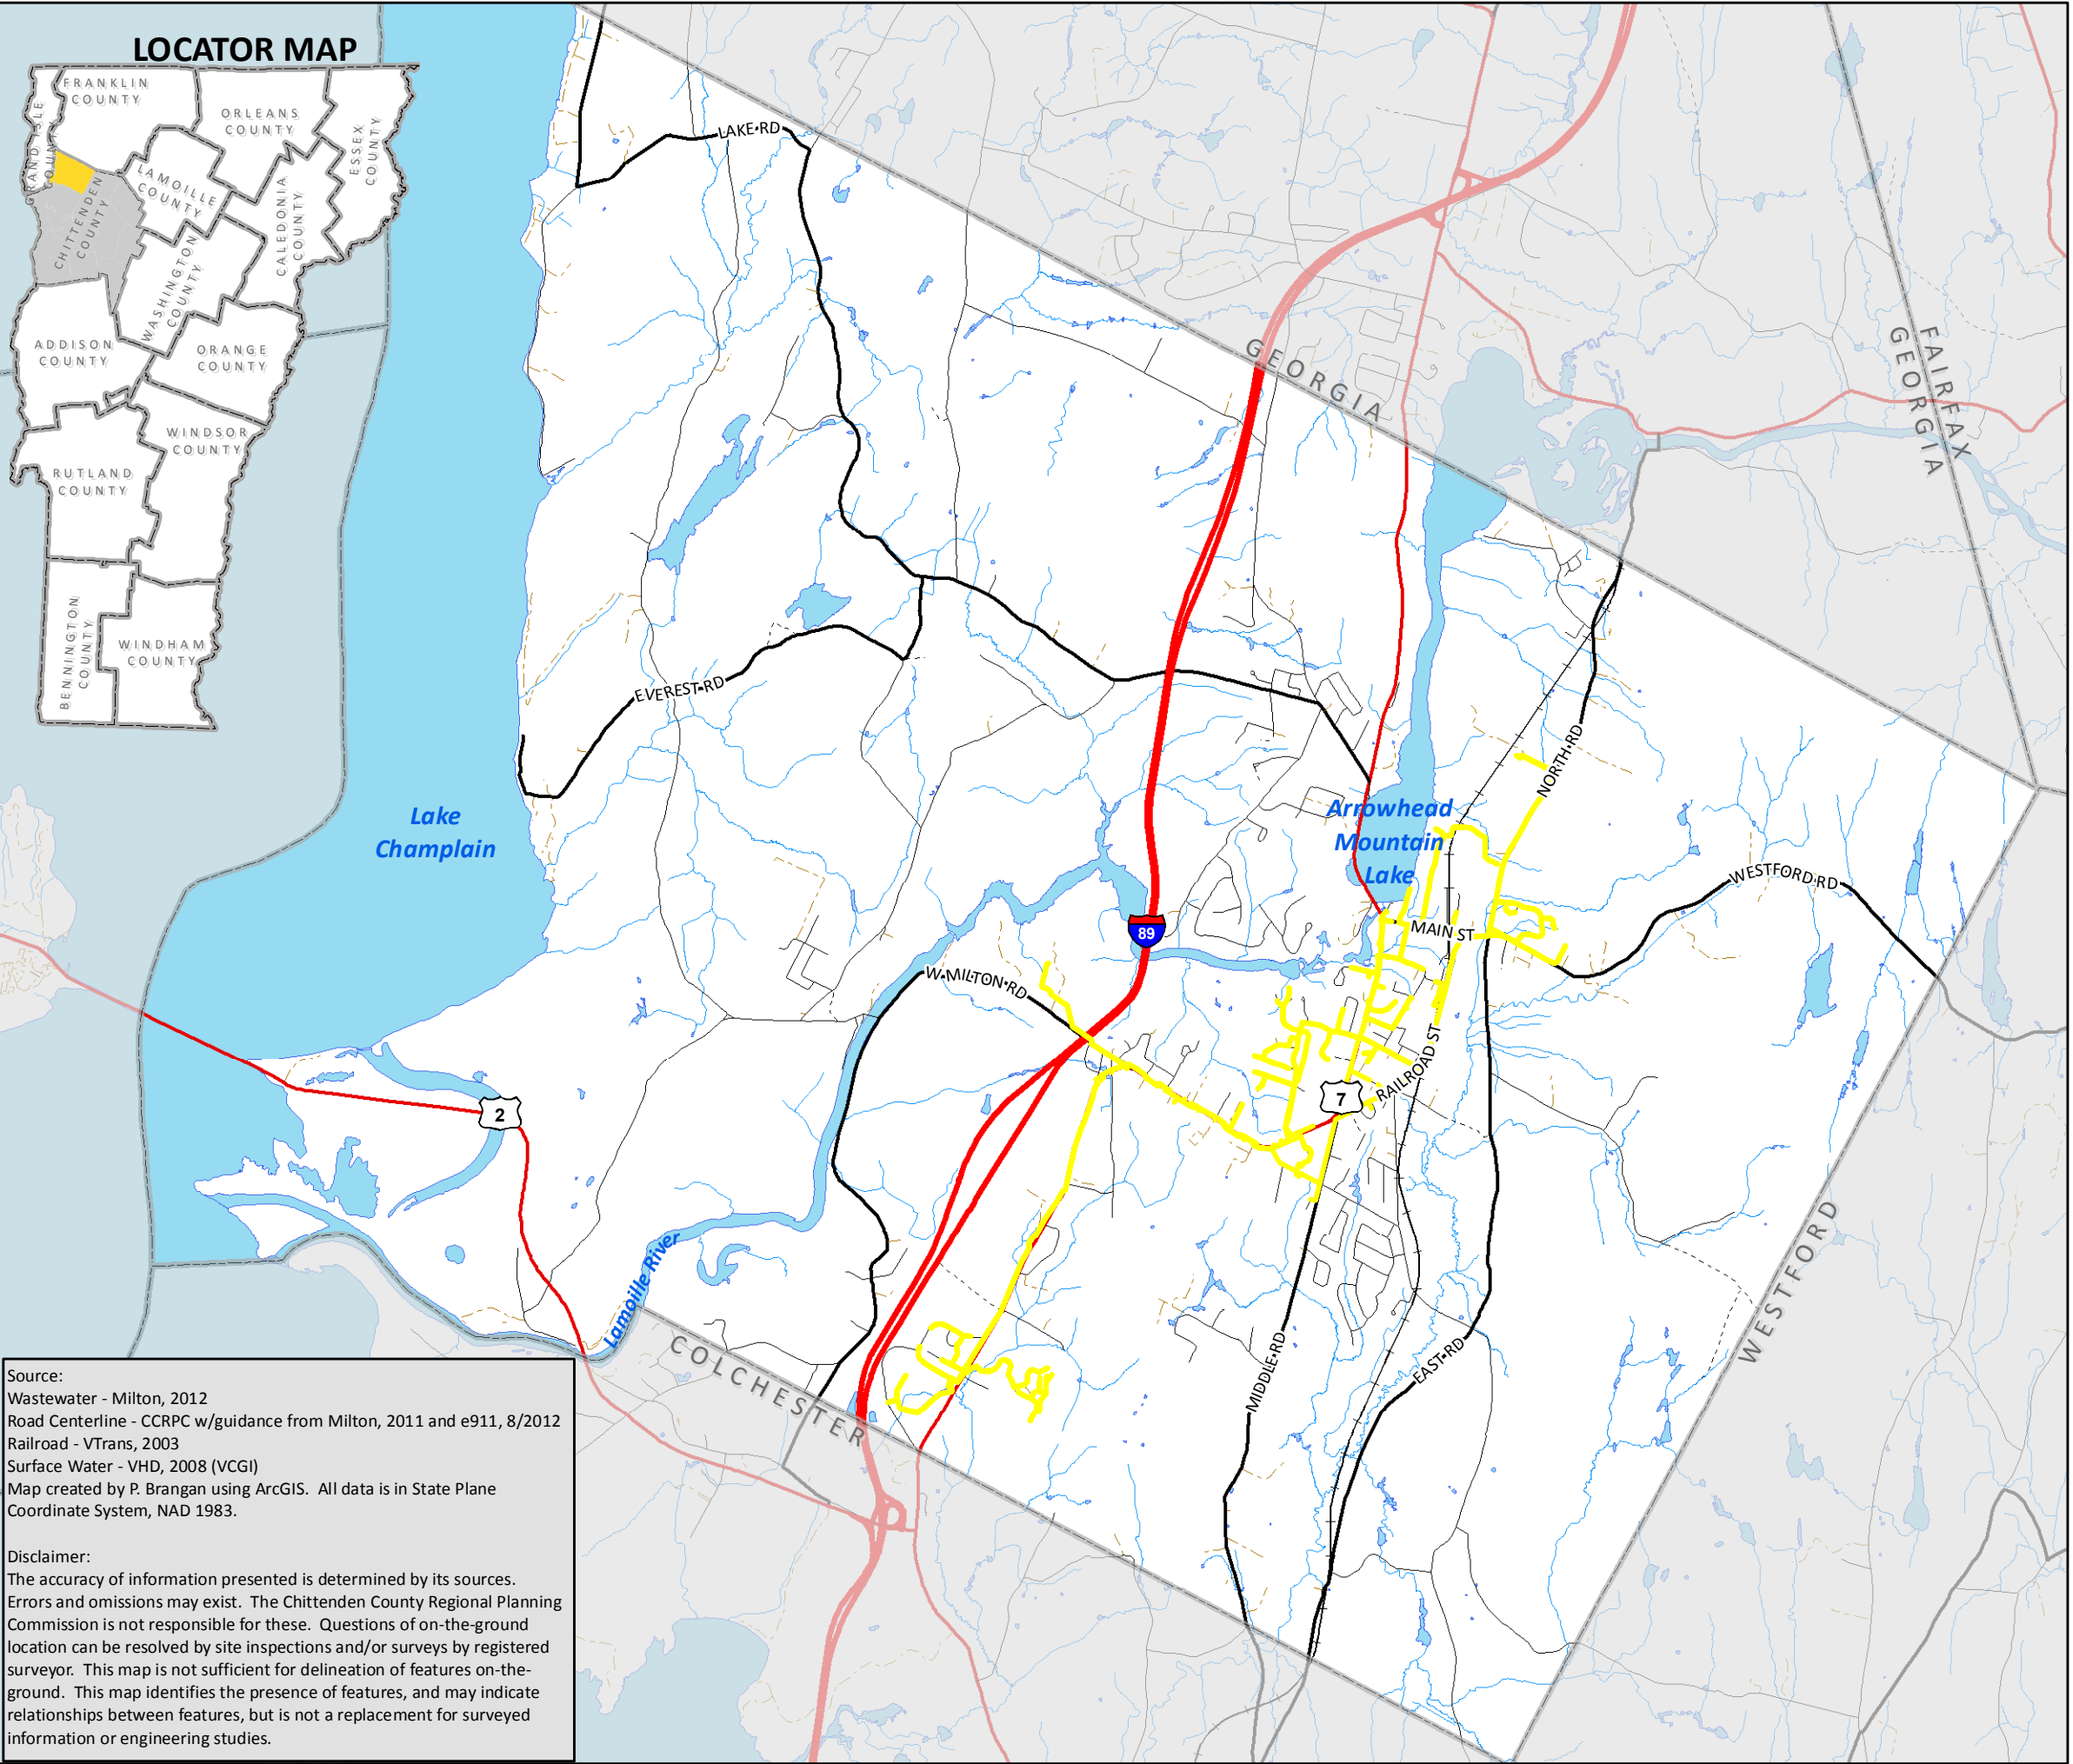 LOCATOR MAP
FRANKLIN
COUNTY
GRAND ISLE
COUNTY
ORLEANS
COUNTY
ESSEX
COUNTY
LAMOILLE
COUNTY
CHITTENDEN
COUNTY
CALEDONIA
COUNTY
WASHINGTON
COUNTY
ADDISON
COUNTY
ORANGE
COUNTY
WINDSOR
COUNTY
RUTLAND
COUNTY
BENNINGTON
COUNTY
WINDHAM
COUNTY
LAKE RD
GEORGIA
FAIRFAX
GEORGIA
EVEREST RD
NORTH RD
Lake
Champlain
Arrowhead
Mountain
Lake
WESTFORD RD
89
MAIN ST
W MILTON RD
RAILROAD ST
2
7
Lamoille River
WESTFORD
COLCHESTER
MIDDLE RD
EAST RD
Source:
Wastewater - Milton, 2012
Road Centerline - CCRPC w/guidance from Milton, 2011 and e911, 8/2012
Railroad - VTrans, 2003
Surface Water - VHD, 2008 (VCGI)
Map created by P. Brangan using ArcGIS.  All data is in State Plane
Coordinate System, NAD 1983.
Disclaimer:
The accuracy of information presented is determined by its sources.
Errors and omissions may exist.  The Chittenden County Regional Planning
Commission is not responsible for these.  Questions of on-the-ground
location can be resolved by site inspections and/or surveys by registered
surveyor.  This map is not sufficient for delineation of features on-the-
ground.  This map identifies the presence of features, and may indicate
relationships between features, but is not a replacement for surveyed
information or engineering studies.